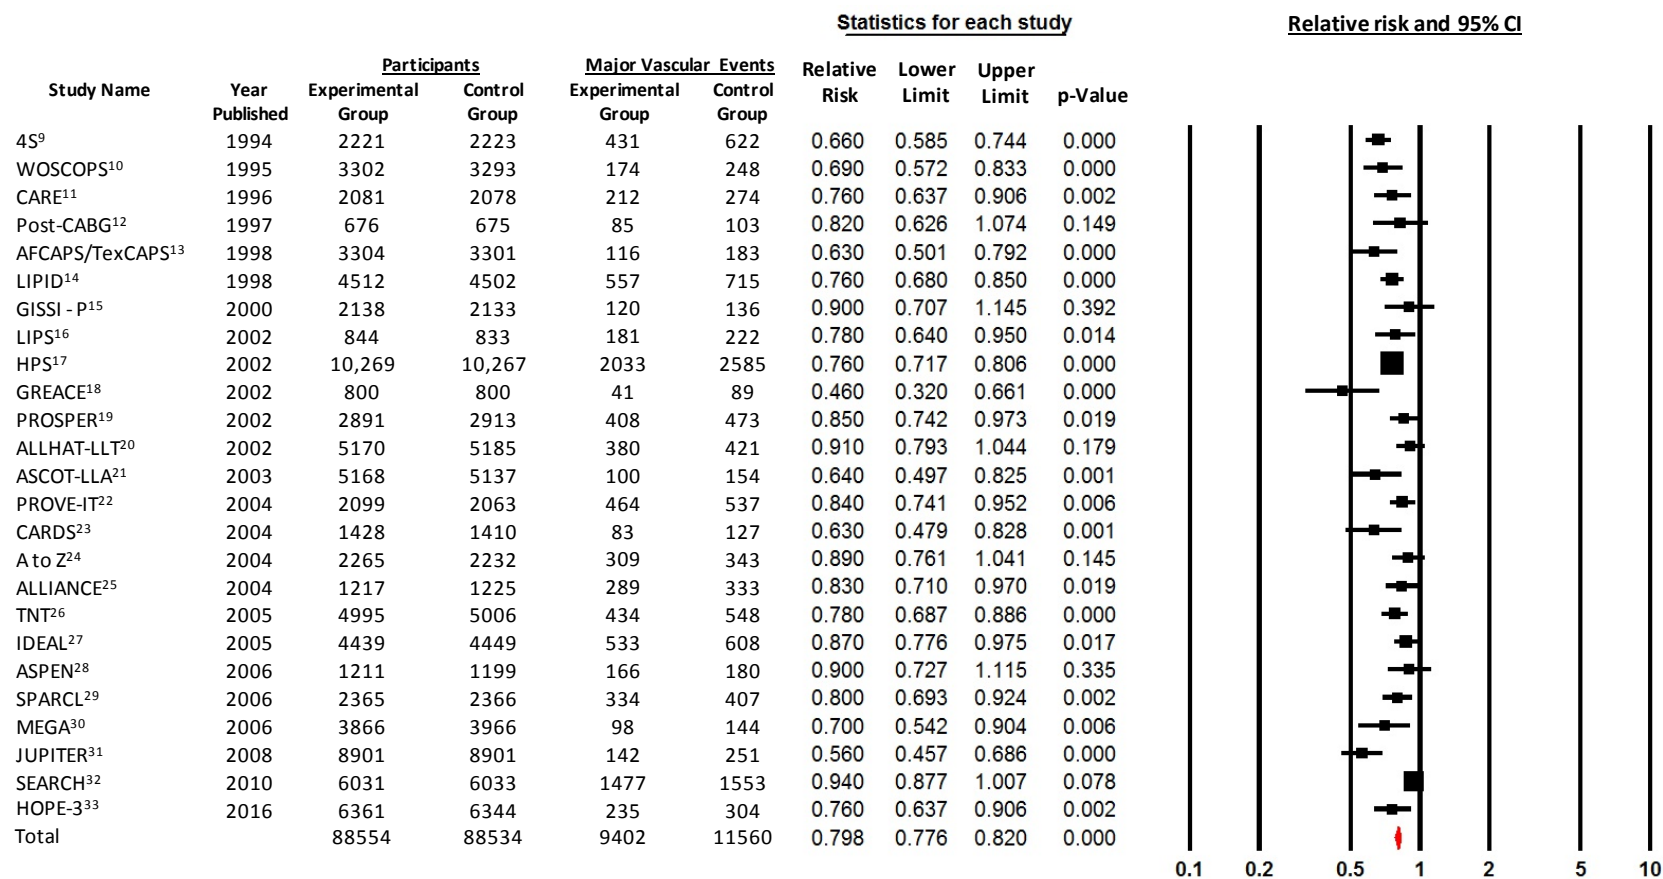 Statistics for each study Relative risk and 95% CI
Participants Major Vascular Events Relative Lower Upper
Study Name Year Experimental Control Experimental Control Risk Limit Limit p-Value
Published Group Group Group Group
4S9 1994 2221 2223 431 622 0.660 0.585 0.744 0.000
WOSCOPS10 1995 3302 3293 174 248 0.690 0.572 0.833 0.000
CARE11 1996 2081 2078 212 274 0.760 0.637 0.906 0.002
Post-CABG12 1997 676 675 85 103 0.820 0.626 1.074 0.149
AFCAPS/TexCAPS13 1998 3304 3301 116 183 0.630 0.501 0.792 0.000
LIPID14 1998 4512 4502 557 715 0.760 0.680 0.850 0.000
GISSI - P15 2000 2138 2133 120 136 0.900 0.707 1.145 0.392
LIPS16 2002 844 833 181 222 0.780 0.640 0.950 0.014
HPS17 2002 10,269 10,267 2033 2585 0.760 0.717 0.806 0.000
GREACE18 2002 800 800 41 89 0.460 0.320 0.661 0.000
PROSPER19 2002 2891 2913 408 473 0.850 0.742 0.973 0.019
ALLHAT-LLT20 2002 5170 5185 380 421 0.910 0.793 1.044 0.179
ASCOT-LLA21 2003 5168 5137 100 154 0.640 0.497 0.825 0.001
PROVE-IT22 2004 2099 2063 464 537 0.840 0.741 0.952 0.006
CARDS23 2004 1428 1410 83 127 0.630 0.479 0.828 0.001
A to Z24 2004 2265 2232 309 343 0.890 0.761 1.041 0.145
ALLIANCE25 2004 1217 1225 289 333 0.830 0.710 0.970 0.019
TNT26 2005 4995 5006 434 548 0.780 0.687 0.886 0.000
IDEAL27 2005 4439 4449 533 608 0.870 0.776 0.975 0.017
ASPEN28 2006 1211 1199 166 180 0.900 0.727 1.115 0.335
SPARCL29 2006 2365 2366 334 407 0.800 0.693 0.924 0.002
MEGA30 2006 3866 3966 98 144 0.700 0.542 0.904 0.006
JUPITER31 2008 8901 8901 142 251 0.560 0.457 0.686 0.000
SEARCH32 2010 6031 6033 1477 1553 0.940 0.877 1.007 0.078
HOPE-333 2016 6361 6344 235 304 0.760 0.637 0.906 0.002
Total 88554 88534 9402 11560 0.798 0.776 0.820 0.000
0.1 0.2 0.5 1 2 5 10